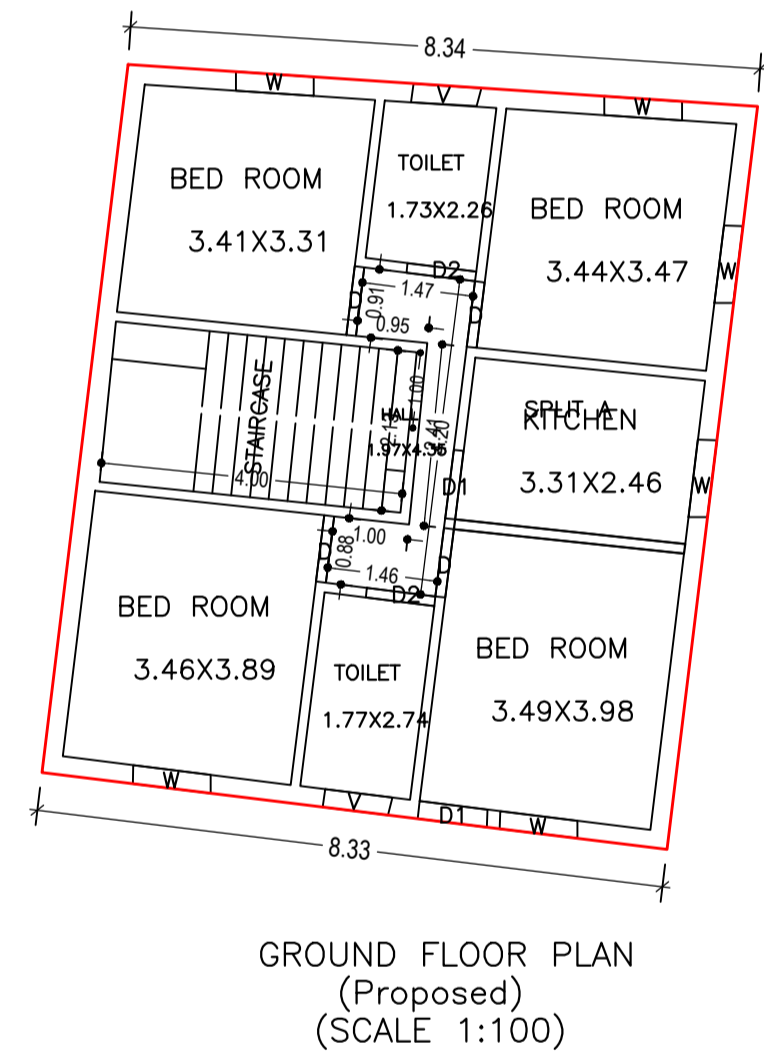 8.34
W
V
W
BED ROOM
3.41X3.31
TOILET
1.73X2.26
BED ROOM
3.44X3.47
W
D2
1.47
D
0.91
D
0.95
STAIRCASE
4.00
HALL
1.00
SPLIT A
KITCHEN
3.31X2.46
W
D1
1.00
D
0.88
D
1.46
D2
BED ROOM
3.46X3.89
TOILET
1.77X2.74
BED ROOM
3.49X3.98
W
V
D1
W
8.33
GROUND FLOOR PLAN
(Proposed)
(SCALE 1:100)